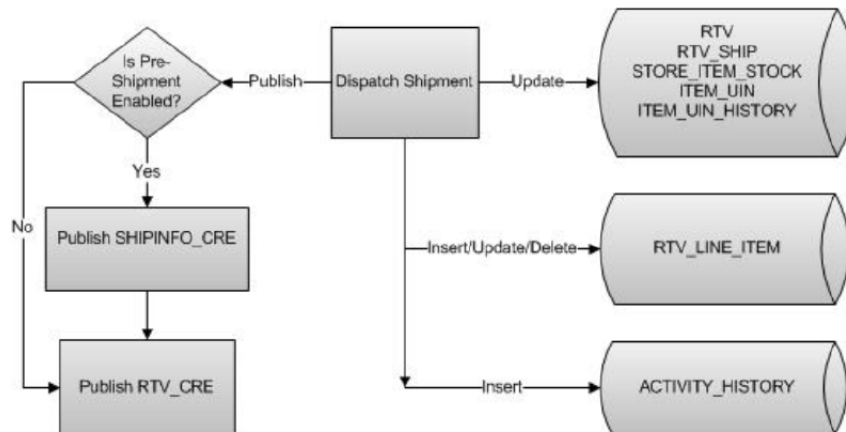 Is Pre-
Shipment
Enabled?
Publish
Dispatch Shipment
Update
RTV
RTV_SHIP
STORE_ITEM_STOCK
ITEM_UIN
ITEM_UIN_HISTORY
Yes
No
Publish SHIPINFO_CRE
Insert/Update/Delete
RTV_LINE_ITEM
Publish RTV_CRE
Insert
ACTIVITY_HISTORY